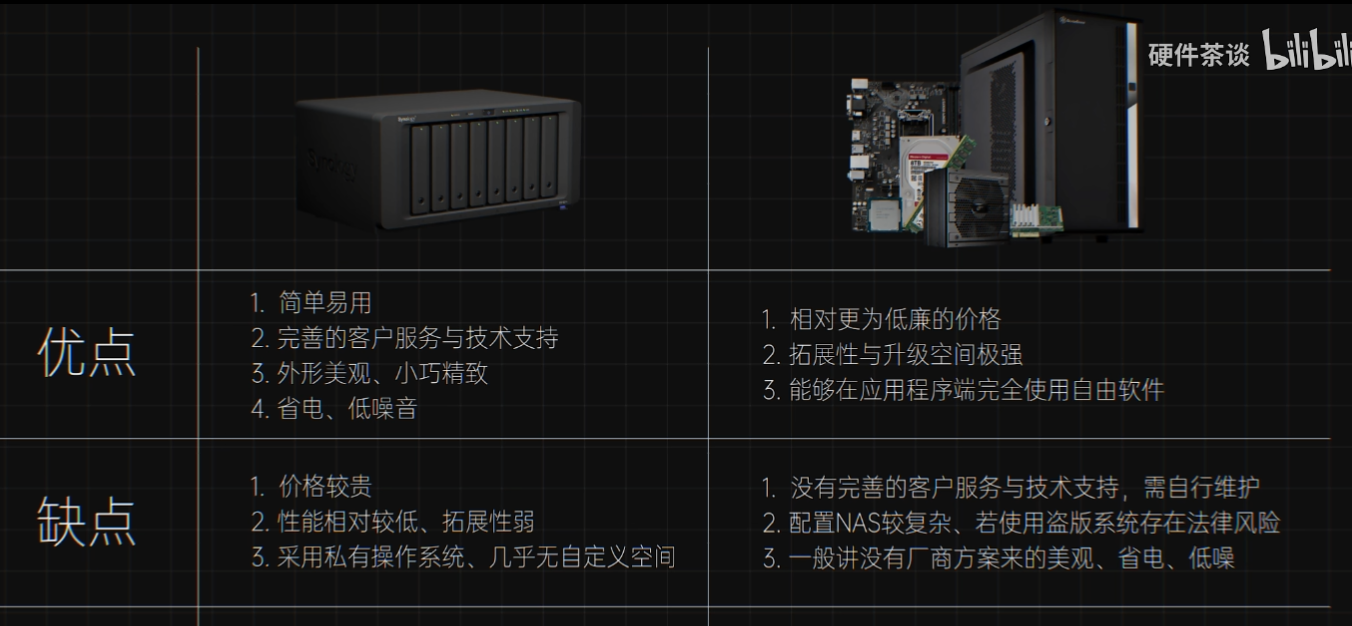 硬件茶谈 bilibili
Synology
优点
1. 简单易用
2. 完善的客户服务与技术支持
3. 外形美观、小巧精致
4. 省电、低噪音
1. 相对更为低廉的价格
2. 拓展性与升级空间极强
3. 能够在应用程序端完全使用自由软件
缺点
1. 价格较贵
2. 性能相对较低、拓展性弱
3. 采用私有操作系统、几乎无自定义空间
1. 没有完善的客户服务与技术支持，需自行维护
2. 配置NAS较复杂、若使用盗版系统存在法律风险
3. 一般讲没有厂商方案来的美观、省电、低噪